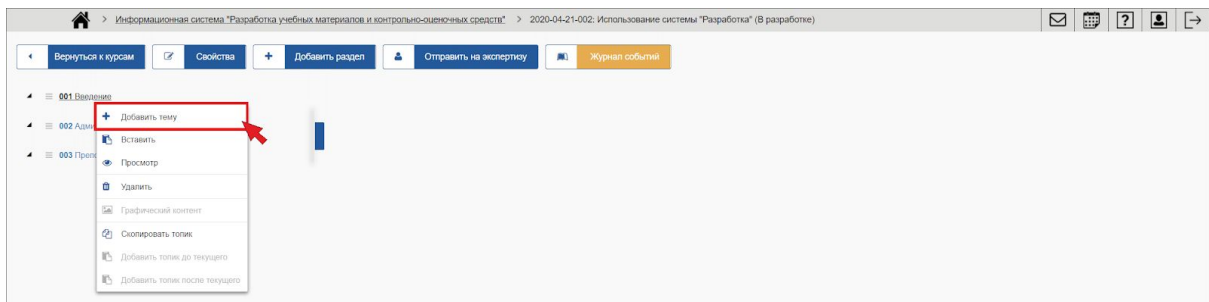 > Информационная система "Разработка учебных материалов и контрольно-оценочных средств" > 2020-04-21-002: Использование системы "Разработка" (В разработке)
Вернуться к курсам Свойства + Добавить раздел Отправить на экспертизу Журнал событий
001 Введение
+ Добавить тему
002 Адми
Вставить
003 Преп
Просмотр
Удалить
Графический контент
Скопировать топик
Добавить топик до текущего
Добавить топик после текущего